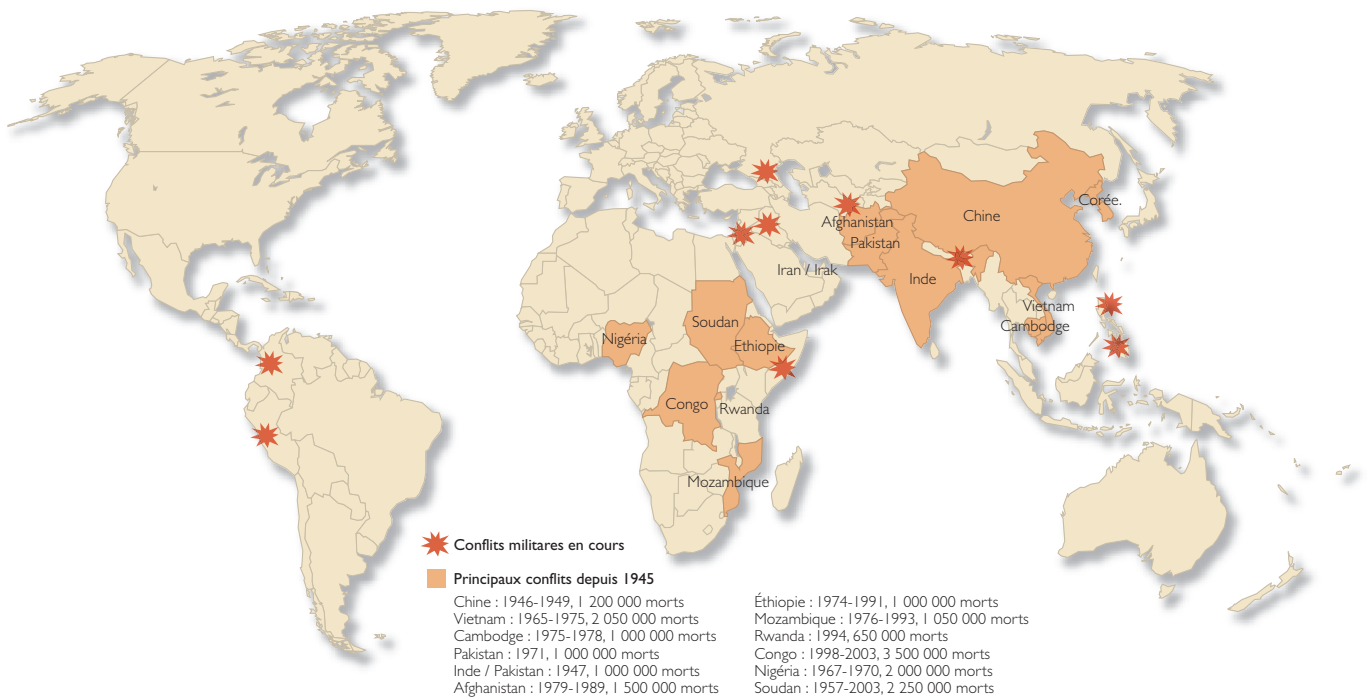 Corée.
Chine
Afghanistan
Pakistan
Iran / Irak
Inde
Vietnam
Cambodge
Soudan
Nigéria
Ethiopie
Congo
Rwanda
Mozambique
Conflits militares en cours
Principaux conflits depuis 1945
Chine : 1946-1949, 1 200 000 morts
Vietnam : 1965-1975, 2 050 000 morts
Cambodge : 1975-1978, 1 000 000 morts
Pakistan : 1971, 1 000 000 morts
Inde / Pakistan : 1947, 1 000 000 morts
Afghanistan : 1979-1989, 1 500 000 morts
Éthiopie : 1974-1991, 1 000 000 morts
Mozambique : 1976-1993, 1 050 000 morts
Rwanda : 1994, 650 000 morts
Congo : 1998-2003, 3 500 000 morts
Nigéria : 1967-1970, 2 000 000 morts
Soudan : 1957-2003, 2 250 000 morts